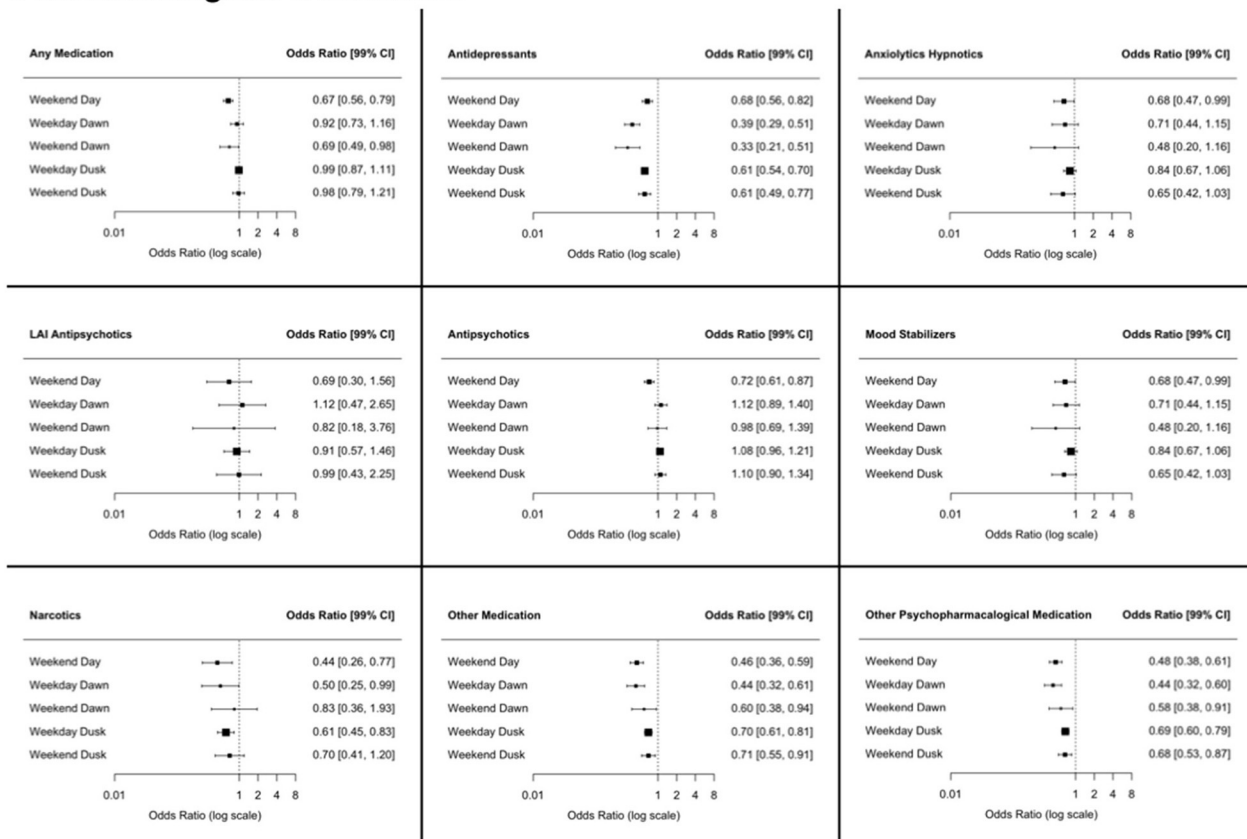 Any Medication Odds Ratio [99% CI]
Weekend Day 0.67 [0.56, 0.79]
Weekday Dawn 0.92 [0.73, 1.16]
Weekend Dawn 0.69 [0.49, 0.98]
Weekday Dusk 0.99 [0.87, 1.11]
Weekend Dusk 0.98 [0.79, 1.21]
0.01 1 2 4 8
Odds Ratio (log scale)
Antidepressants Odds Ratio [99% CI]
Weekend Day 0.68 [0.56, 0.82]
Weekday Dawn 0.39 [0.29, 0.51]
Weekend Dawn 0.33 [0.21, 0.51]
Weekday Dusk 0.61 [0.54, 0.70]
Weekend Dusk 0.61 [0.49, 0.77]
0.01 1 2 4 8
Odds Ratio (log scale)
Anxiolytics Hypnotics Odds Ratio [99% CI]
Weekend Day 0.68 [0.47, 0.99]
Weekday Dawn 0.71 [0.44, 1.15]
Weekend Dawn 0.48 [0.20, 1.16]
Weekday Dusk 0.84 [0.67, 1.06]
Weekend Dusk 0.65 [0.42, 1.03]
0.01 1 2 4 8
Odds Ratio (log scale)
LAI Antipsychotics Odds Ratio [99% CI]
Weekend Day 0.69 [0.30, 1.56]
Weekday Dawn 1.12 [0.47, 2.65]
Weekend Dawn 0.82 [0.18, 3.76]
Weekday Dusk 0.91 [0.57, 1.46]
Weekend Dusk 0.99 [0.43, 2.25]
0.01 1 2 4 8
Odds Ratio (log scale)
Antipsychotics Odds Ratio [99% CI]
Weekend Day 0.72 [0.61, 0.87]
Weekday Dawn 1.12 [0.89, 1.40]
Weekend Dawn 0.98 [0.69, 1.39]
Weekday Dusk 1.08 [0.96, 1.21]
Weekend Dusk 1.10 [0.90, 1.34]
0.01 1 2 4 8
Odds Ratio (log scale)
Mood Stabilizers Odds Ratio [99% CI]
Weekend Day 0.68 [0.47, 0.99]
Weekday Dawn 0.71 [0.44, 1.15]
Weekend Dawn 0.48 [0.20, 1.16]
Weekday Dusk 0.84 [0.67, 1.06]
Weekend Dusk 0.65 [0.42, 1.03]
0.01 1 2 4 8
Odds Ratio (log scale)
Narcotics Odds Ratio [99% CI]
Weekend Day 0.44 [0.26, 0.77]
Weekday Dawn 0.50 [0.25, 0.99]
Weekend Dawn 0.83 [0.36, 1.93]
Weekday Dusk 0.61 [0.45, 0.83]
Weekend Dusk 0.70 [0.41, 1.20]
0.01 1 2 4 8
Odds Ratio (log scale)
Other Medication Odds Ratio [99% CI]
Weekend Day 0.46 [0.36, 0.59]
Weekday Dawn 0.44 [0.32, 0.61]
Weekend Dawn 0.60 [0.38, 0.94]
Weekday Dusk 0.70 [0.61, 0.81]
Weekend Dusk 0.71 [0.55, 0.91]
0.01 1 2 4 8
Odds Ratio (log scale)
Other Psychopharmacalogical Medication Odds Ratio [99% CI]
Weekend Day 0.48 [0.38, 0.61]
Weekday Dawn 0.44 [0.32, 0.60]
Weekend Dawn 0.58 [0.38, 0.91]
Weekday Dusk 0.69 [0.60, 0.79]
Weekend Dusk 0.68 [0.53, 0.87]
0.01 1 2 4 8
Odds Ratio (log scale)